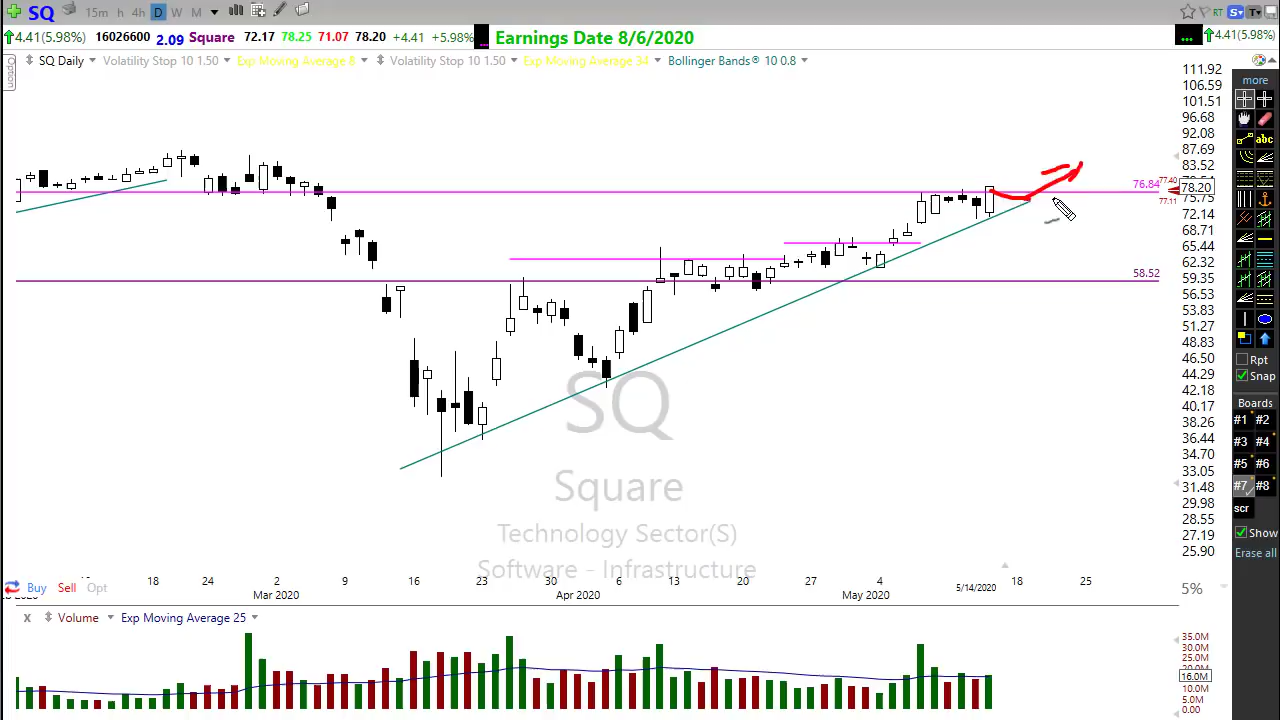 SQ 15m h 4h D W M RT S T
4.41(5.98%) 16026600 2.09 Square 72.17 78.25 71.07 78.20 +4.41 +5.98% ... Earnings Date 8/6/2020 ... 4.41(5.98%)
Option SQ Daily Volatility Stop 10 1.50 Exp Moving Average 8 Volatility Stop 10 1.50 Exp Moving Average 34 Bollinger Bands® 10 0.8
111.92
106.59
101.51
96.68
92.08
87.69
83.52
76.84 77.40
78.20
75.75
77.11
72.14
68.71
65.44
62.32
58.52 59.35
56.53
53.83
51.27
48.83
46.50
44.29
42.18
40.17
38.26
36.44
34.70
33.05
31.48
29.98
28.55
27.19
25.90
SQ
Square
Technology Sector(S)
Software - Infrastructure
more
abc
Rpt
Snap
Boards
#1 #2
#3 #4
#5 #6
#7 #8
scr
Show
Erase all
Buy Sell Opt
18 24 2 9 16 23 30 6 13 20 27 4 5/14/2020 18 25
Mar 2020 Apr 2020 May 2020
5%
x Volume Exp Moving Average 25
35.0M
30.0M
25.0M
20.0M
16.0M
10.0M
5.00M
0.00